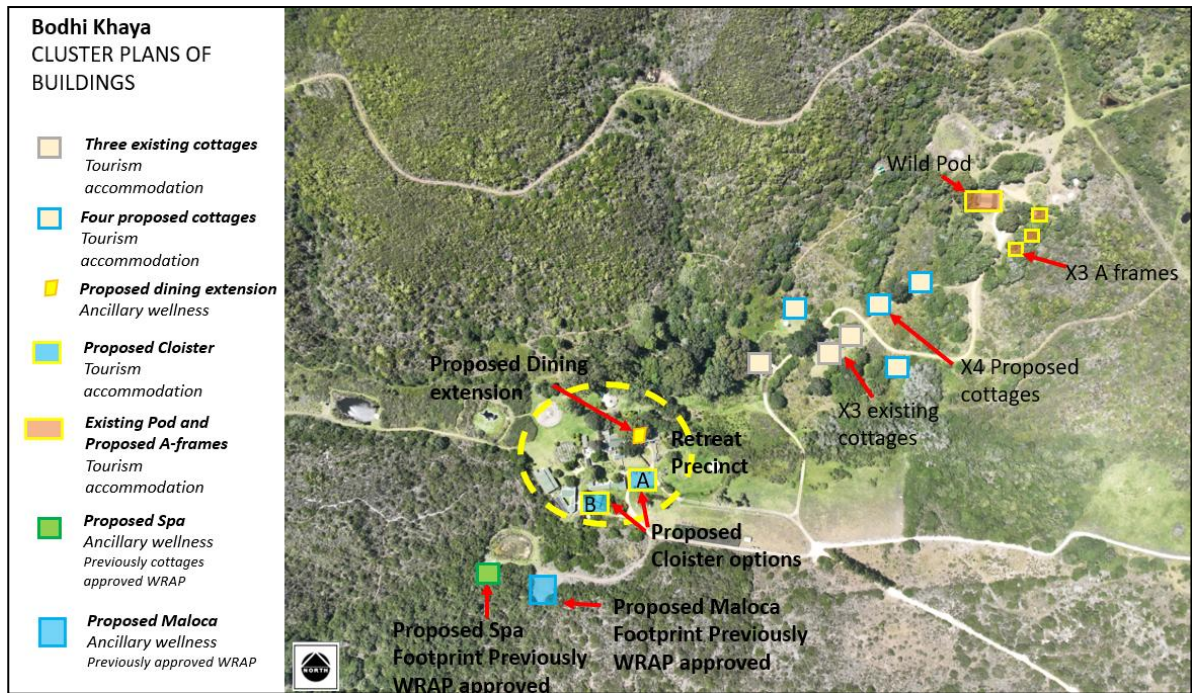 Bodhi Khaya
CLUSTER PLANS OF
BUILDINGS
Three existing cottages
Tourism
accommodation
Four proposed cottages
Tourism
accommodation
Proposed dining extension
Ancillary wellness
Proposed Cloister
Tourism
accommodation
Existing Pod and
Proposed A-frames
Tourism
accommodation
Proposed Spa
Ancillary wellness
Previously cottages
approved WRAP
Proposed Maloca
Ancillary wellness
Previously approved WRAP
Wild Pod
X3 A frames
X4 Proposed
cottages
X3 existing
cottages
Proposed Dining
extension
Retreat
Precinct
A
B
Proposed
Cloister options
Proposed Spa
Footprint Previously
WRAP approved
Proposed Maloca
Footprint Previously
WRAP approved
NORTH